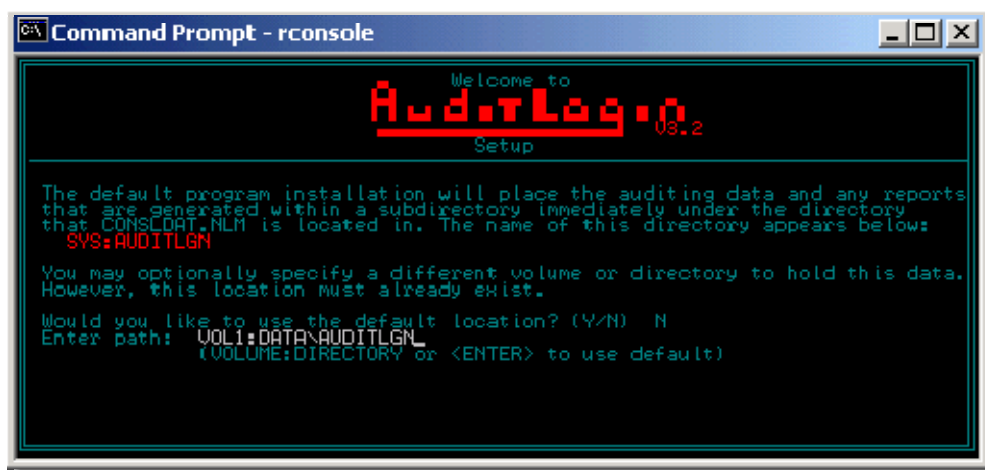 Command Prompt - rconsole
Welcome to
AuditLogin
V3.2
Setup
The default program installation will place the auditing data and any reports
that are generated within a subdirectory immediately under the directory
that CONSLDAT.NLM is located in. The name of this directory appears below:
SYS:AUDITLGN
You may optionally specify a different volume or directory to hold this data.
However, this location must already exist.
Would you like to use the default location? (Y/N) N
Enter path: VOL1:DATA\AUDITLGN_
(VOLUME:DIRECTORY or <ENTER> to use default)